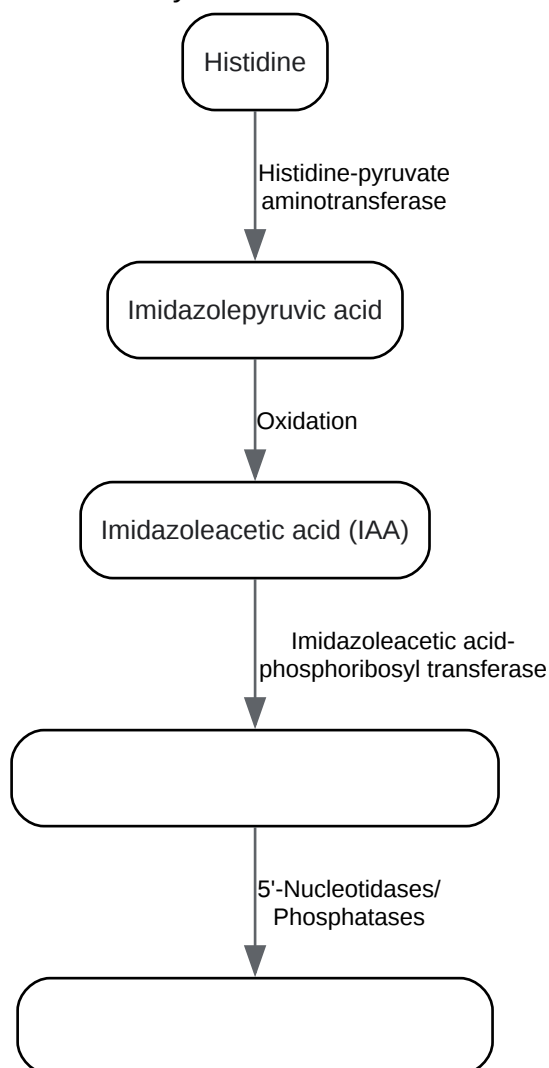 Histidine
Histidine-pyruvate
aminotransferase
Imidazolepyruvic acid
Oxidation
Imidazoleacetic acid (IAA)
Imidazoleacetic acid-
phosphoribosyl transferase
5'-Nucleotidases/
Phosphatases